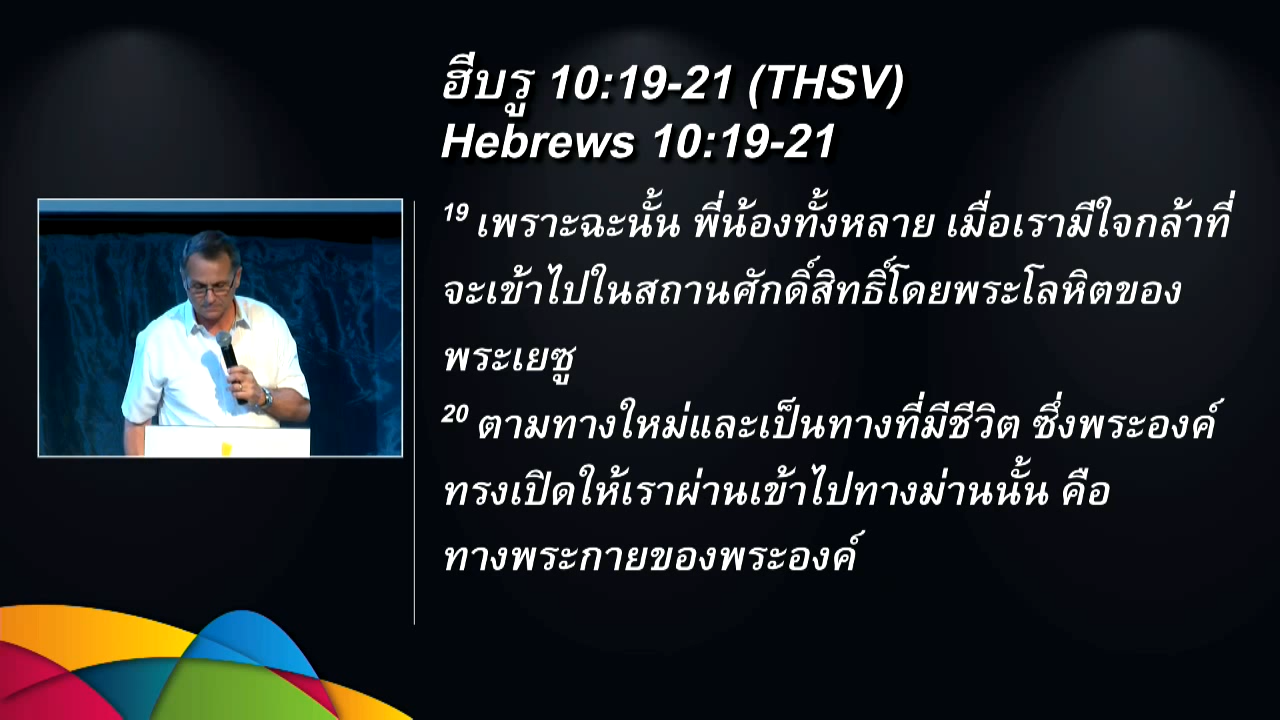 ฮีบรู 10:19-21 (THSV)
Hebrews 10:19-21
19 เพราะฉะนั้น พี่น้องทั้งหลาย เมื่อเรามีใจกล้าที่
จะเข้าไปในสถานศักดิ์สิทธิ์โดยพระโลหิตของ
พระเยซู
20 ตามทางใหม่และเป็นทางที่มีชีวิต ซึ่งพระองค์
ทรงเปิดให้เราผ่านเข้าไปทางม่านนั้น คือ
ทางพระกายของพระองค์